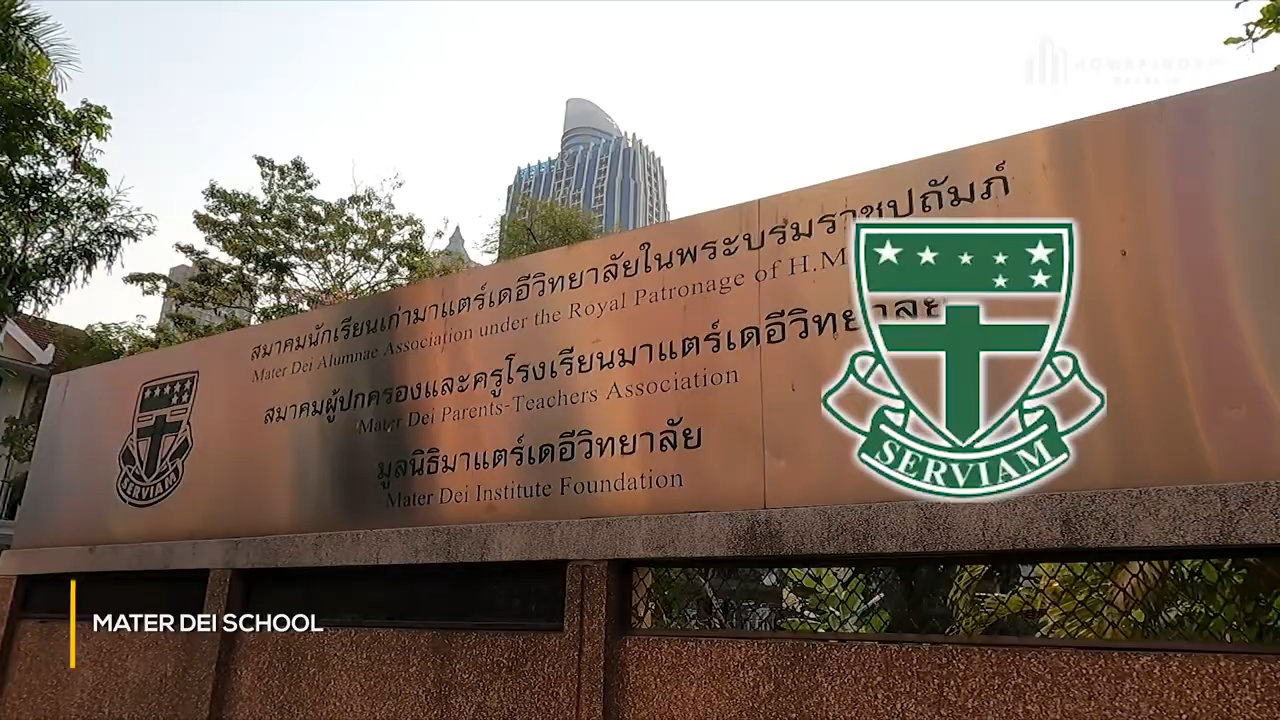 HOMEFINDER
BANGKOK
สมาคมนักเรียนเก่ามาแตร์เดอีวิทยาลัยในพระบรมราชูปถัมภ์
Mater Dei Alumnae Association under the Royal Patronage of H.M.
สมาคมผู้ปกครองและครูโรงเรียนมาแตร์เดอีวิทยาลัย
Mater Dei Parents-Teachers Association
มูลนิธิมาแตร์เดอีวิทยาลัย
Mater Dei Institute Foundation
SERVIAM
SERVIAM
MATER DEI SCHOOL